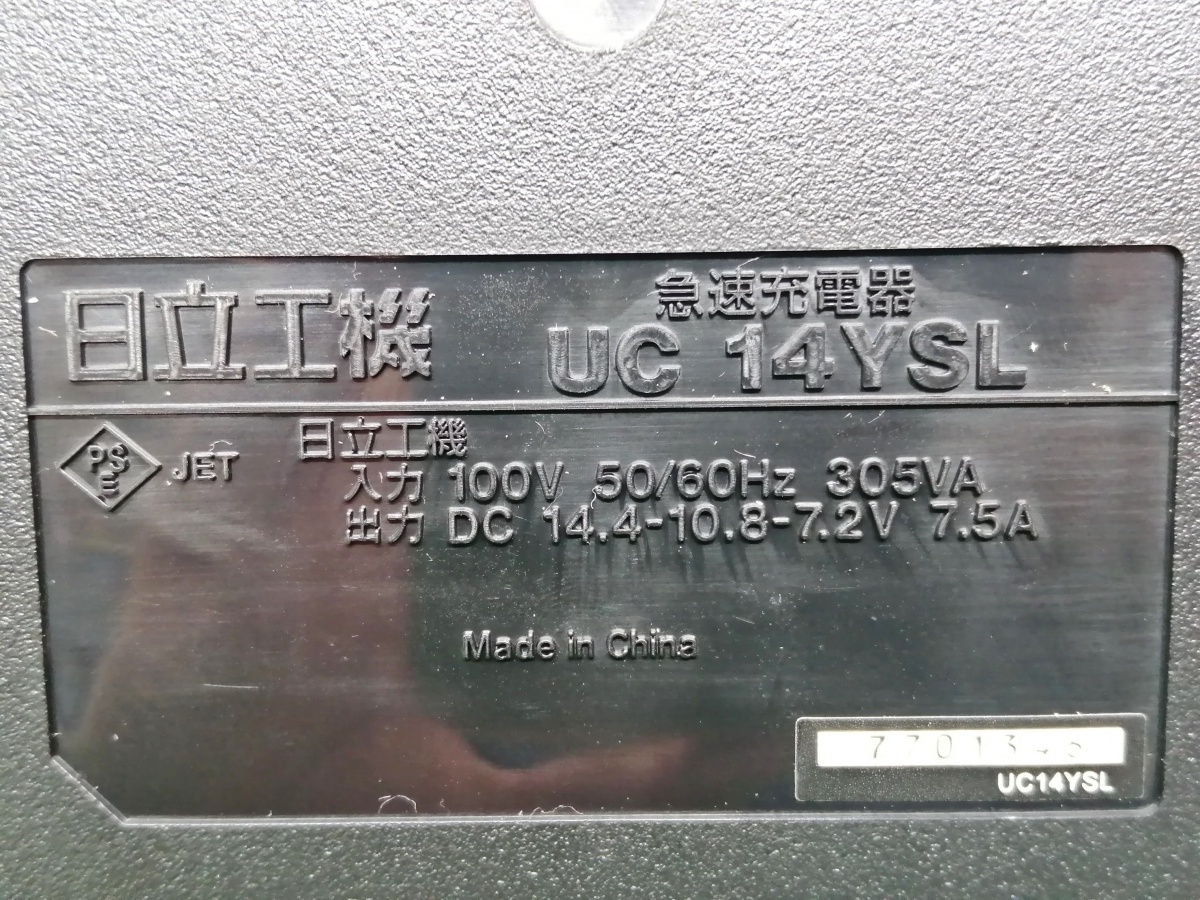 日立工機
急速充電器
UC 14YSL
PS
E
JET
日立工機
入力 100V 50/60Hz 305VA
出力 DC 14.4-10.8-7.2V 7.5A
Made in China
UC14YSL